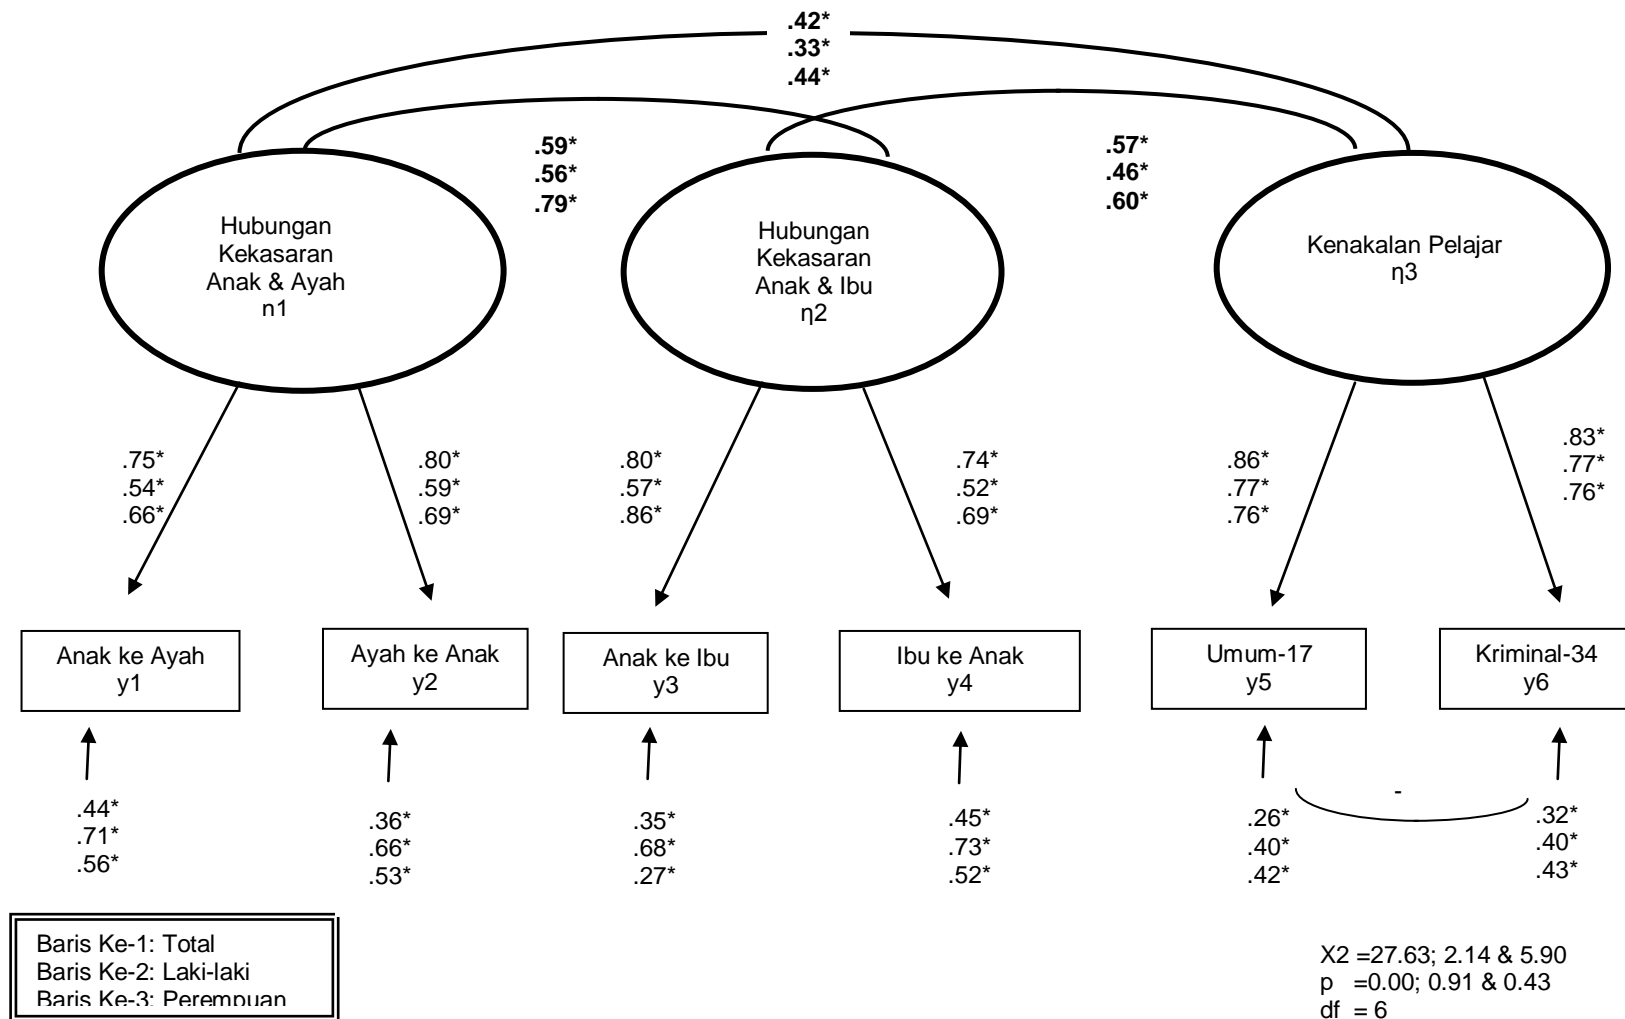 .42*
.33*
.44*
.59*
.56*
.79*
.57*
.46*
.60*
Hubungan
Kekasaran
Anak & Ayah
n1
Hubungan
Kekasaran
Anak & Ibu
η2
Kenakalan Pelajar
η3
.75*
.54*
.66*
.80*
.59*
.69*
.80*
.57*
.86*
.74*
.52*
.69*
.86*
.77*
.76*
.83*
.77*
.76*
Anak ke Ayah
y1
Ayah ke Anak
y2
Anak ke Ibu
y3
Ibu ke Anak
y4
Umum-17
y5
Kriminal-34
y6
.44*
.71*
.56*
.36*
.66*
.53*
.35*
.68*
.27*
.45*
.73*
.52*
.26*
.40*
.42*
-
.32*
.40*
.43*
Baris Ke-1: Total
Baris Ke-2: Laki-laki
Baris Ke-3: Perempuan
X2 =27.63; 2.14 & 5.90
p =0.00; 0.91 & 0.43
df = 6